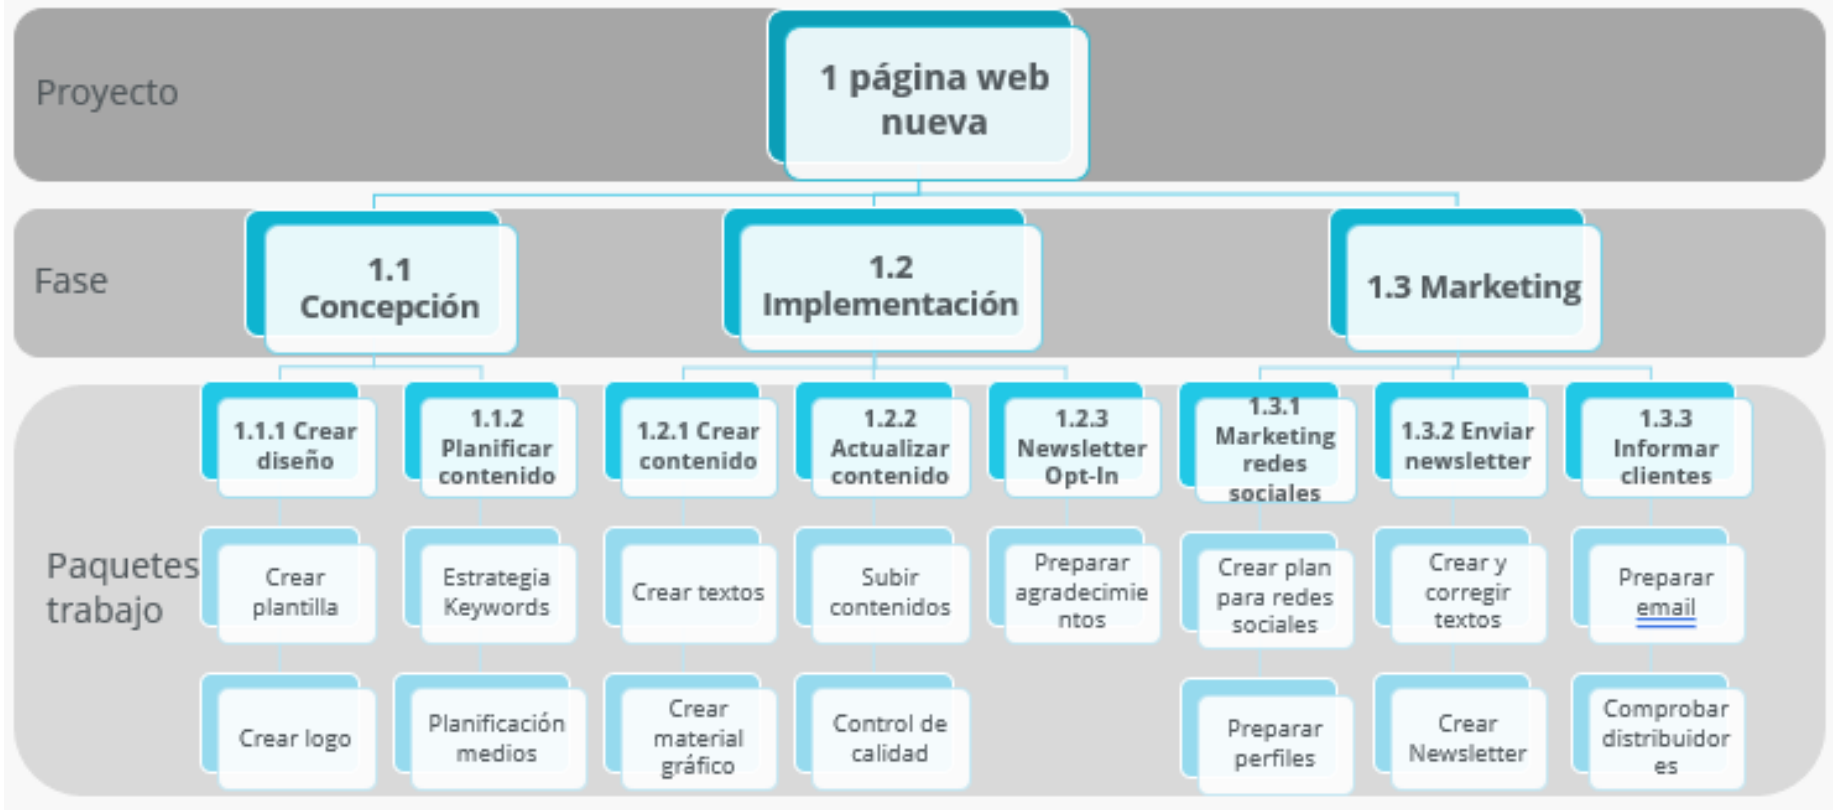 Proyecto
1 página web
nueva
Fase
1.1
Concepción
1.2
Implementación
1.3 Marketing
Paquetes
trabajo
1.1.1 Crear
diseño
1.1.2
Planificar
contenido
1.2.1 Crear
contenido
1.2.2
Actualizar
contenido
1.2.3
Newsletter
Opt-In
1.3.1
Marketing
redes
sociales
1.3.2 Enviar
newsletter
1.3.3
Informar
clientes
Crear
plantilla
Estrategia
Keywords
Crear textos
Subir
contenidos
Preparar
agradecimie
ntos
Crear plan
para redes
sociales
Crear y
corregir
textos
Preparar
email
Crear logo
Planificación
medios
Crear
material
gráfico
Control de
calidad
Preparar
perfiles
Crear
Newsletter
Comprobar
distribuidor
es